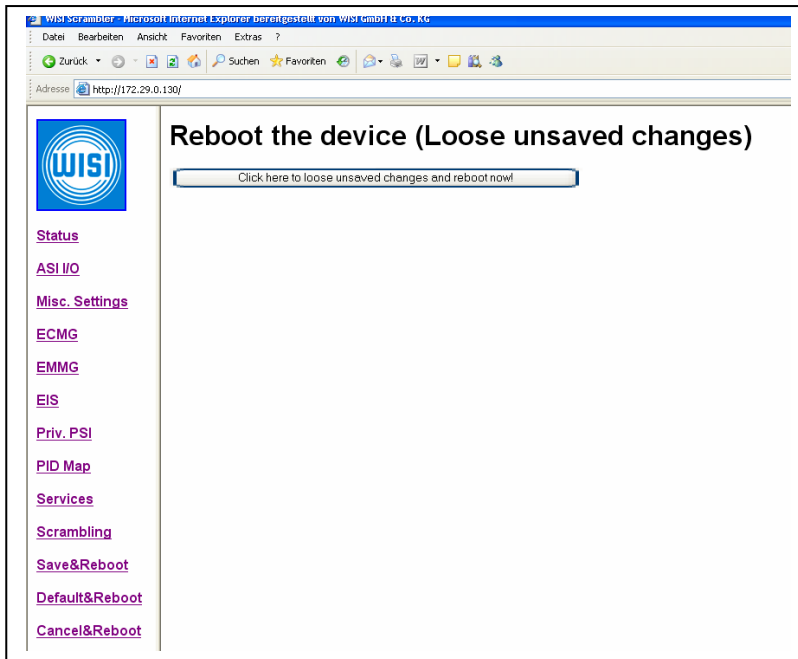 WISI Scrambler - Microsoft Internet Explorer bereitgestellt von WISI GmbH & Co. KG
Datei Bearbeiten Ansicht Favoriten Extras ?
Zurück Suchen Favoriten
Adresse http://172.29.0.130/
WISI
Reboot the device (Loose unsaved changes)
Click here to loose unsaved changes and reboot now!
Status
ASI I/O
Misc. Settings
ECMG
EMMG
EIS
Priv. PSI
PID Map
Services
Scrambling
Save&Reboot
Default&Reboot
Cancel&Reboot